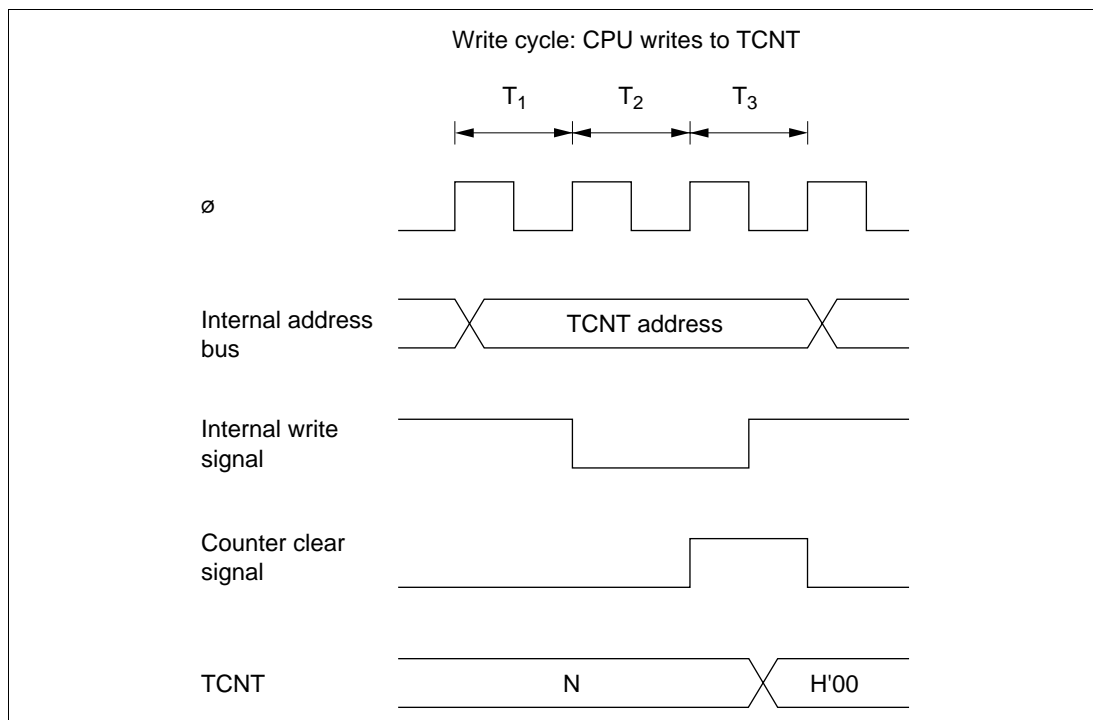 Write cycle: CPU writes to TCNT
T1 T2 T3
ø
Internal address
bus
TCNT address
Internal write
signal
Counter clear
signal
TCNT N H'00